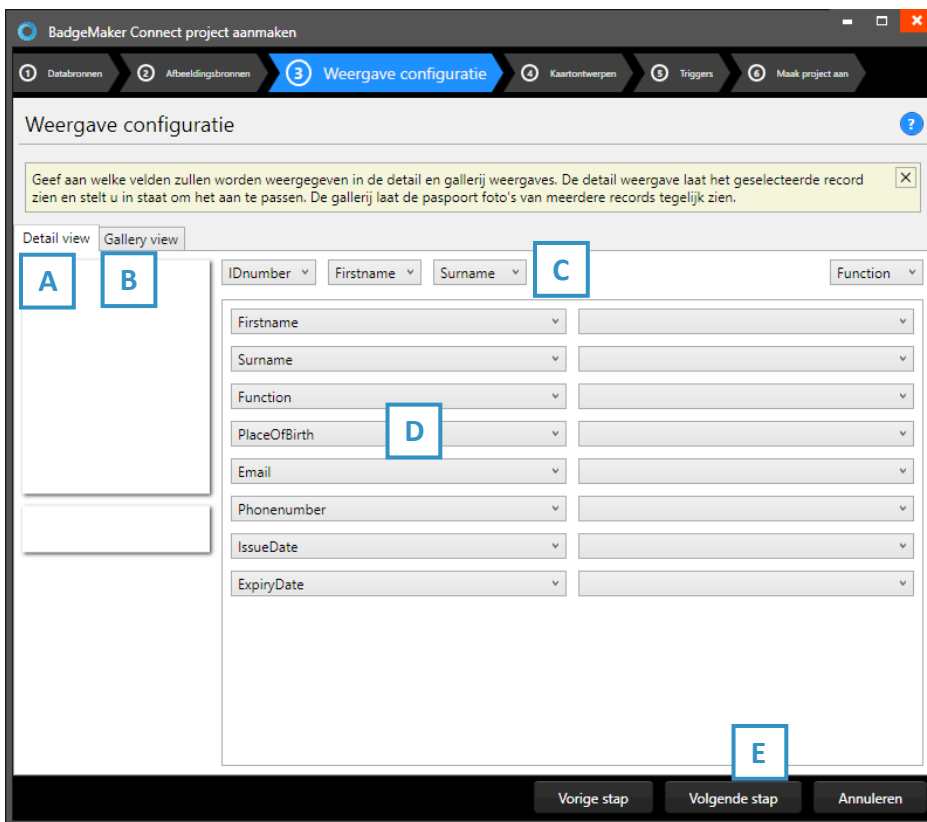 BadgeMaker Connect project aanmaken
1 Databronnen 2 Afbeeldingsbronnen 3 Weergave configuratie 4 Kaartontwerpen 5 Triggers 6 Maak project aan
Weergave configuratie ?
Geef aan welke velden zullen worden weergegeven in de detail en gallerij weergaves. De detail weergave laat het geselecteerde record
zien en stelt u in staat om het aan te passen. De gallerij laat de paspoort foto's van meerdere records tegelijk zien.
Detail view Gallery view
A B IDnumber Firstname Surname C Function
Firstname
Surname
Function
PlaceOfBirth D
Email
Phonenumber
IssueDate
ExpiryDate
E
Vorige stap Volgende stap Annuleren